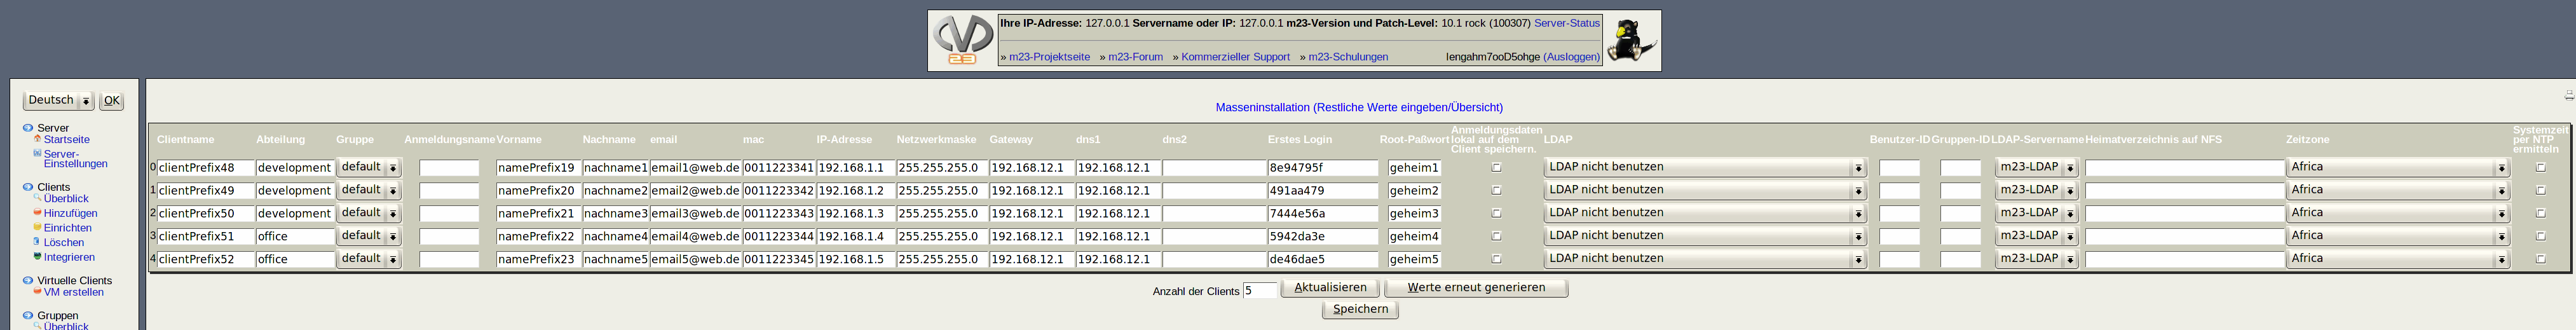 Ihre IP-Adresse: 127.0.0.1 Servername oder IP: 127.0.0.1 m23-Version und Patch-Level: 10.1 rock (100307) Server-Status
» m23-Projektseite » m23-Forum » Kommerzieller Support » m23-Schulungen lengahm7ooD5ohge (Ausloggen)
Deutsch OK
Server
Startseite
Server-
Einstellungen
Clients
Überblick
Hinzufügen
Einrichten
Löschen
Integrieren
Virtuelle Clients
VM erstellen
Gruppen
Überblick
Masseninstallation (Restliche Werte eingeben/Übersicht)
Clientname Abteilung Gruppe Anmeldungsname Vorname Nachname email mac IP-Adresse Netzwerkmaske Gateway dns1 dns2 Erstes Login Root-Paßwort Anmeldungsdaten lokal auf dem Client speichern. LDAP Benutzer-ID Gruppen-ID LDAP-Servername Heimatverzeichnis auf NFS Zeitzone Systemzeit per NTP ermitteln
0 clientPrefix48 development default namePrefix19 nachname1 email1@web.de 0011223341 192.168.1.1 255.255.255.0 192.168.12.1 192.168.12.1 8e94795f geheim1 LDAP nicht benutzen m23-LDAP Africa
1 clientPrefix49 development default namePrefix20 nachname2 email2@web.de 0011223342 192.168.1.2 255.255.255.0 192.168.12.1 192.168.12.1 491aa479 geheim2 LDAP nicht benutzen m23-LDAP Africa
2 clientPrefix50 development default namePrefix21 nachname3 email3@web.de 0011223343 192.168.1.3 255.255.255.0 192.168.12.1 192.168.12.1 7444e56a geheim3 LDAP nicht benutzen m23-LDAP Africa
3 clientPrefix51 office default namePrefix22 nachname4 email4@web.de 0011223344 192.168.1.4 255.255.255.0 192.168.12.1 192.168.12.1 5942da3e geheim4 LDAP nicht benutzen m23-LDAP Africa
4 clientPrefix52 office default namePrefix23 nachname5 email5@web.de 0011223345 192.168.1.5 255.255.255.0 192.168.12.1 192.168.12.1 de46dae5 geheim5 LDAP nicht benutzen m23-LDAP Africa
Anzahl der Clients 5 Aktualisieren Werte erneut generieren
Speichern